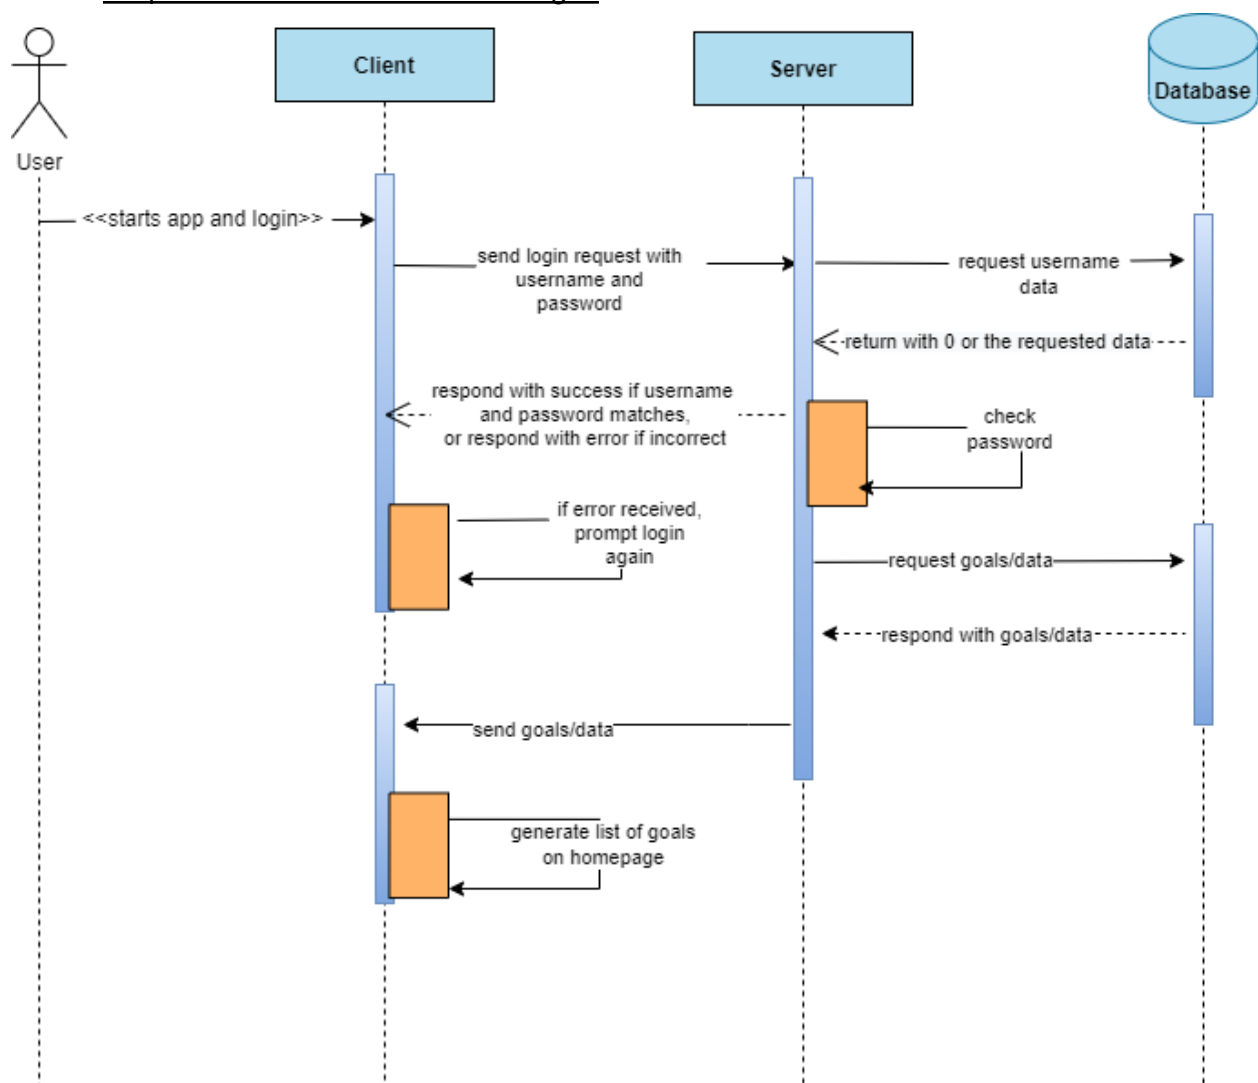 Client
Server
Database
User
<<starts app and login>>
send login request with
username and
password
request username
data
return with 0 or the requested data
respond with success if username
and password matches,
or respond with error if incorrect
check
password
if error received,
prompt login
again
request goals/data
respond with goals/data
send goals/data
generate list of goals
on homepage